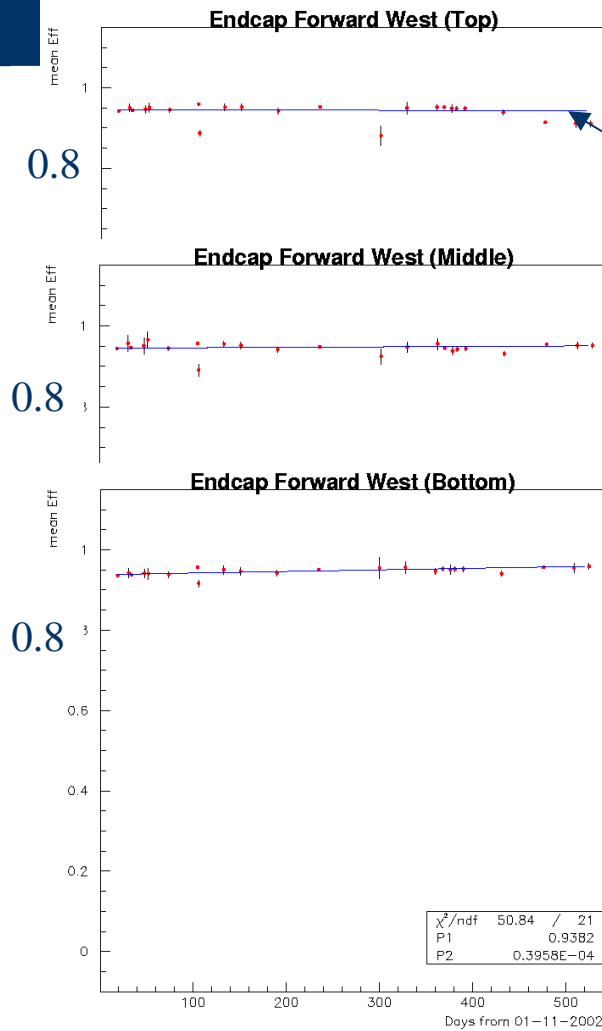 Endcap Forward West (Top)
mean Eff
1
0.8
Endcap Forward West (Middle)
mean Eff
1
0.8
Endcap Forward West (Bottom)
mean Eff
1
0.8
0.6
0.4
0.2
0
χ²/ndf 50.84 / 21
P1 0.9382
P2 0.3958E-04
100 200 300 400 500
Days from 01-11-2002